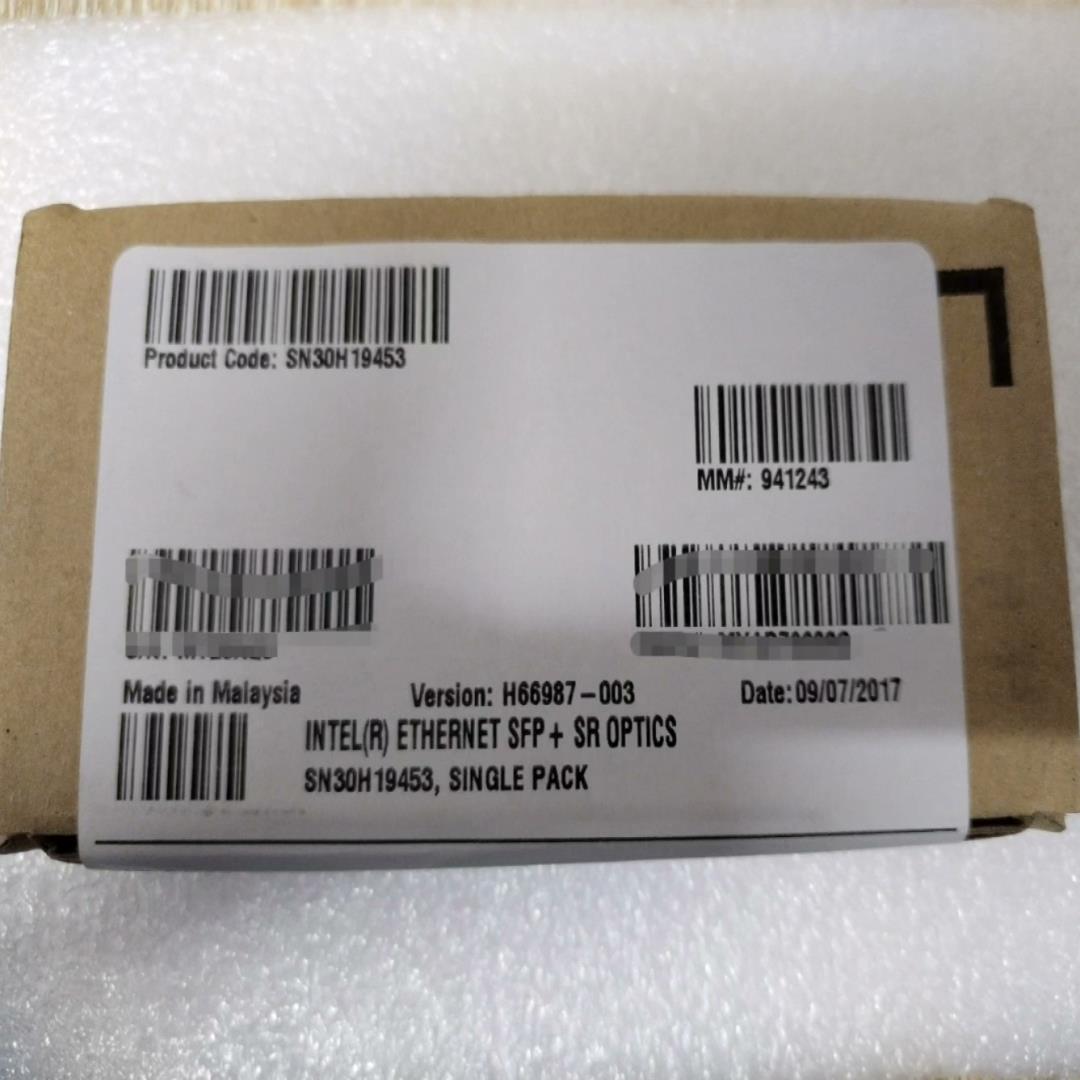 Product Code: SN30H19453
MM#: 941243
Made in Malaysia
Version: H66987-003
Date: 09/07/2017
INTEL(R) ETHERNET SFP+ SR OPTICS
SN30H19453, SINGLE PACK